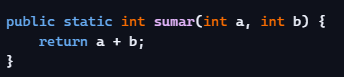 public static int sumar(int a, int b) {
    return a + b;
}